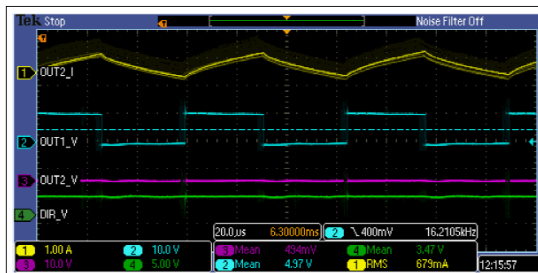 Tek Stop Noise Filter Off
1 OUT2_I
2 OUT1_V
3 OUT2_V
4 DIR_V
20.0µs 6.30000ms 2 \ 400mV 16.2105kHz
1 1.00 A 2 10.0 V 3 Mean 494mV 4 Mean 3.47 V
3 10.0 V 4 5.00 V 2 Mean 4.97 V 1 RMS 679mA 12:15:57